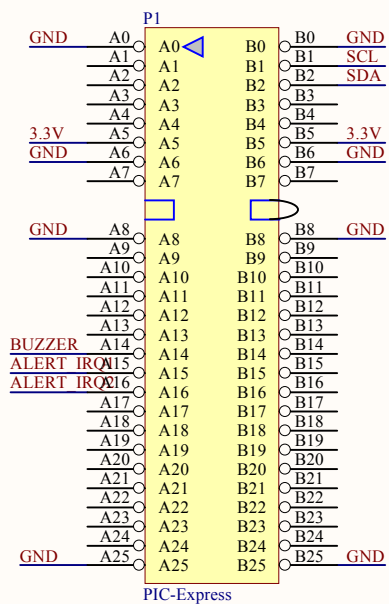 P1
GND A0 A0 B0 B0 GND
A1 A1 B1 B1 SCL
A2 A2 B2 B2 SDA
A3 A3 B3 B3
A4 A4 B4 B4
3.3V A5 A5 B5 B5 3.3V
GND A6 A6 B6 B6 GND
A7 A7 B7 B7
GND A8 A8 B8 B8 GND
A9 A9 B9 B9
A10 A10 B10 B10
A11 A11 B11 B11
A12 A12 B12 B12
A13 A13 B13 B13
BUZZER A14 A14 B14 B14
ALERT_IRQ1 A15 A15 B15 B15
ALERT_IRQ2 A16 A16 B16 B16
A17 A17 B17 B17
A18 A18 B18 B18
A19 A19 B19 B19
A20 A20 B20 B20
A21 A21 B21 B21
A22 A22 B22 B22
A23 A23 B23 B23
A24 A24 B24 B24
GND A25 A25 B25 B25 GND
PIC-Express